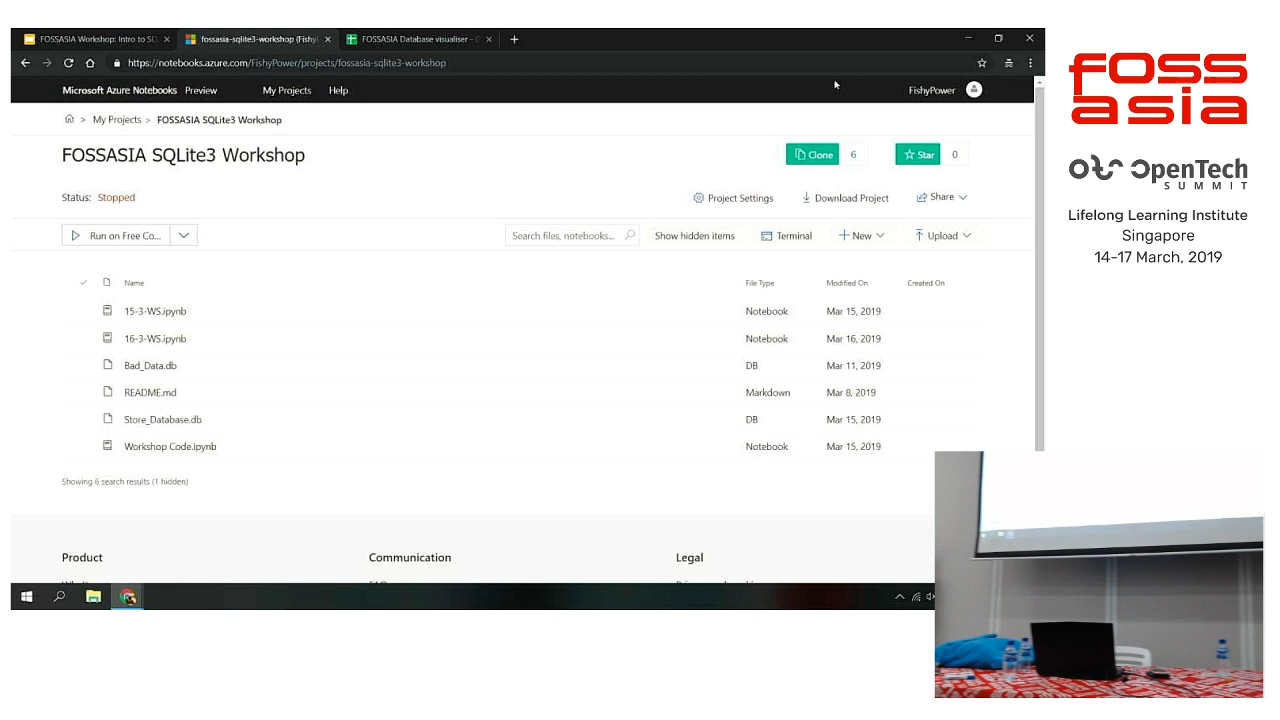 FOSSASIA Workshop: Intro to SQ
fossasia-sqlite3-workshop (Fishy
FOSSASIA Database visualiser -
https://notebooks.azure.com/FishyPower/projects/fossasia-sqlite3-workshop
Microsoft Azure Notebooks Preview My Projects Help FishyPower
> My Projects > FOSSASIA SQLite3 Workshop
FOSSASIA SQLite3 Workshop
Clone 6 Star 0
Status: Stopped
Project Settings Download Project Share
Run on Free Co...
Search files, notebooks... Show hidden items Terminal New Upload
Name File Type Modified On Created On
15-3-WS.ipynb Notebook Mar 15, 2019
16-3-WS.ipynb Notebook Mar 16, 2019
Bad_Data.db DB Mar 11, 2019
README.md Markdown Mar 8, 2019
Store_Database.db DB Mar 15, 2019
Workshop Code.ipynb Notebook Mar 15, 2019
Showing 6 search results (1 hidden)
Product Communication Legal
FOSS
asia
OpenTech
SUMMIT
Lifelong Learning Institute
Singapore
14-17 March, 2019